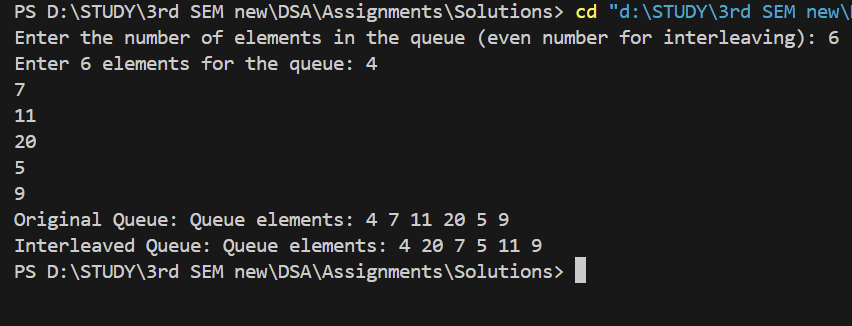 PS D:\STUDY\3rd SEM new\DSA\Assignments\Solutions> cd "d:\STUDY\3rd SEM new\
Enter the number of elements in the queue (even number for interleaving): 6
Enter 6 elements for the queue: 4
7
11
20
5
9
Original Queue: Queue elements: 4 7 11 20 5 9
Interleaved Queue: Queue elements: 4 20 7 5 11 9
PS D:\STUDY\3rd SEM new\DSA\Assignments\Solutions>